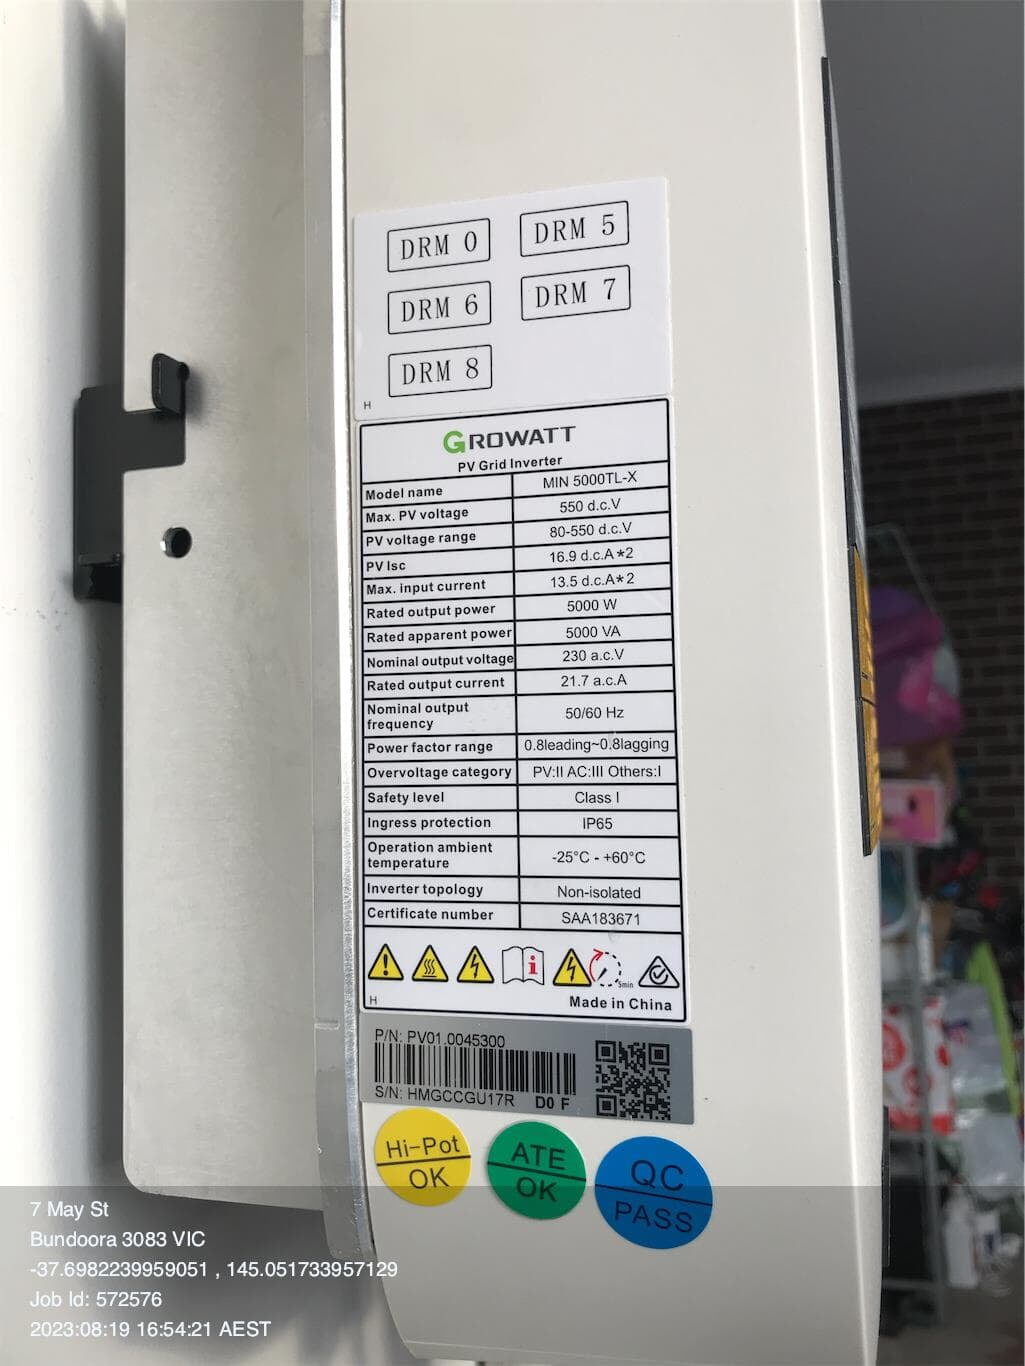 DRM 0 DRM 5
DRM 6 DRM 7
DRM 8
H
GROWATT
PV Grid Inverter
Model name MIN 5000TL-X
Max. PV voltage 550 d.c.V
PV voltage range 80-550 d.c.V
PV Isc 16.9 d.c.A*2
Max. input current 13.5 d.c.A*2
Rated output power 5000 W
Rated apparent power 5000 VA
Nominal output voltage 230 a.c.V
Rated output current 21.7 a.c.A
Nominal output
frequency 50/60 Hz
Power factor range 0.8leading~0.8lagging
Overvoltage category PV:II AC:III Others:I
Safety level Class I
Ingress protection IP65
Operation ambient
temperature -25°C - +60°C
Inverter topology Non-isolated
Certificate number SAA183671
5min
H Made in China
P/N: PV01.0045300
S/N: HMGCCGU17R D0 F
Hi-Pot
OK
ATE
OK
QC
PASS
7 May St
Bundoora 3083 VIC
-37.6982239959051 , 145.051733957129
Job Id: 572576
2023:08:19 16:54:21 AEST